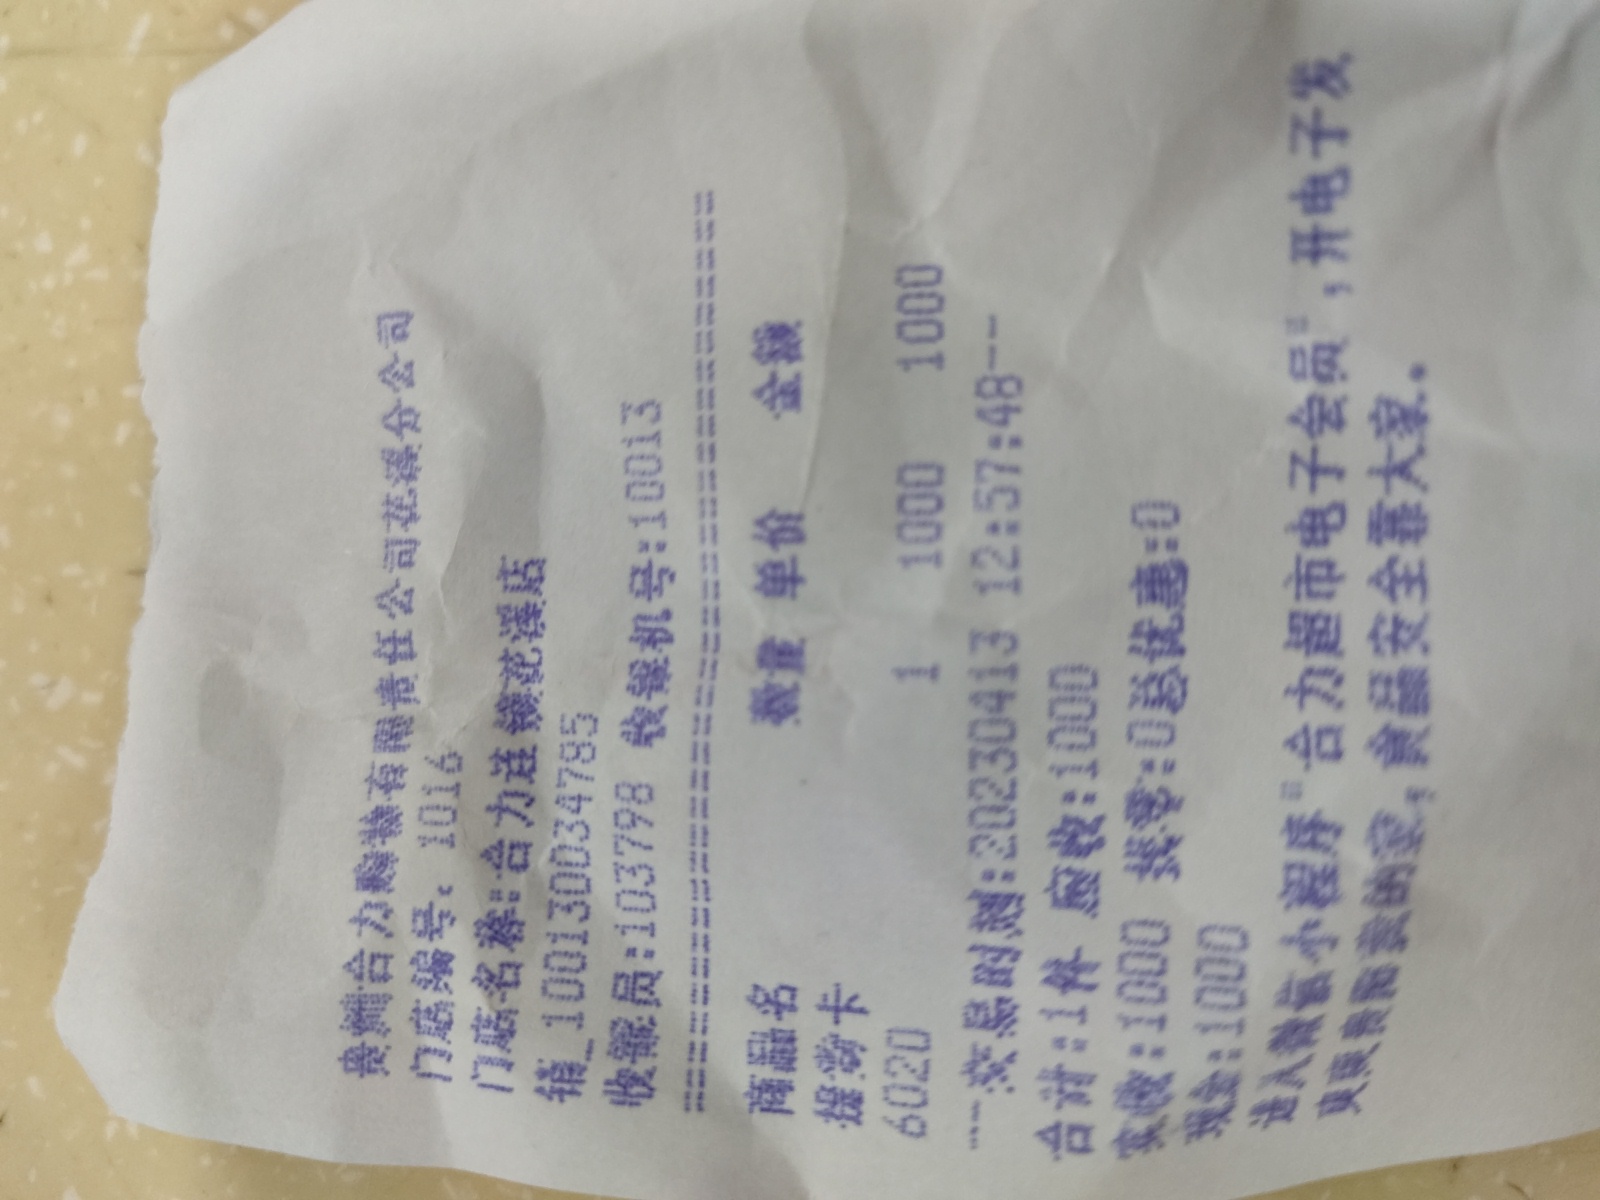 贵州合力购物有限责任公司花溪分公司
门店编号：1016
门店名称：合力连锁花溪店
销_100130034785
收银员:103798 收银机号:10013
商品名 数量 单价 金额
提货卡
6020 1 1000 1000
---交易时间:20230413 12:57:48---
合计:1件 应收:1000
实收:1000 找零:0总优惠:0
现金:1000
进入微信小程序"合力超市电子会员",开电子发
更快更
食品安全靠大家。